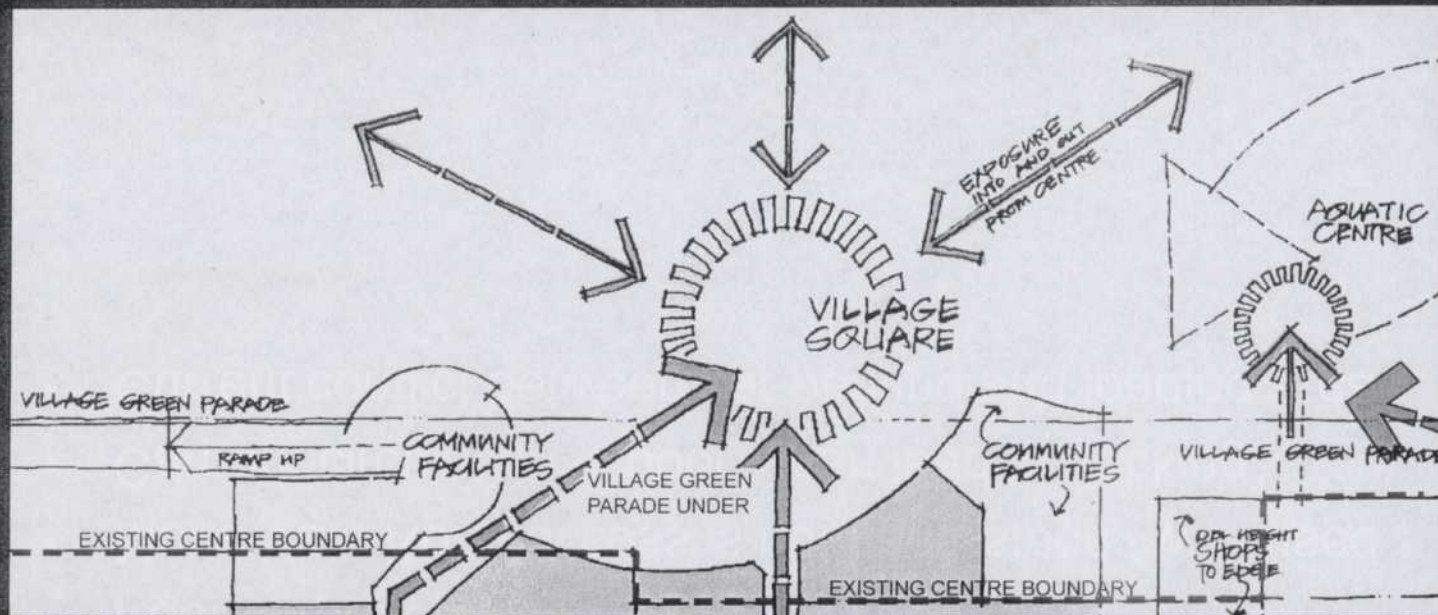 EXPOSURE
INTO AND OUT
FROM CENTRE
AQUATIC
CENTRE
VILLAGE
SQUARE
VILLAGE GREEN PARADE
RAMP UP
COMMUNITY
FACILITIES
VILLAGE GREEN
PARADE UNDER
COMMUNITY
FACILITIES
VILLAGE GREEN PARADE
EXISTING CENTRE BOUNDARY
HEIGHT
SHOPS
TO EDGE
EXISTING CENTRE BOUNDARY